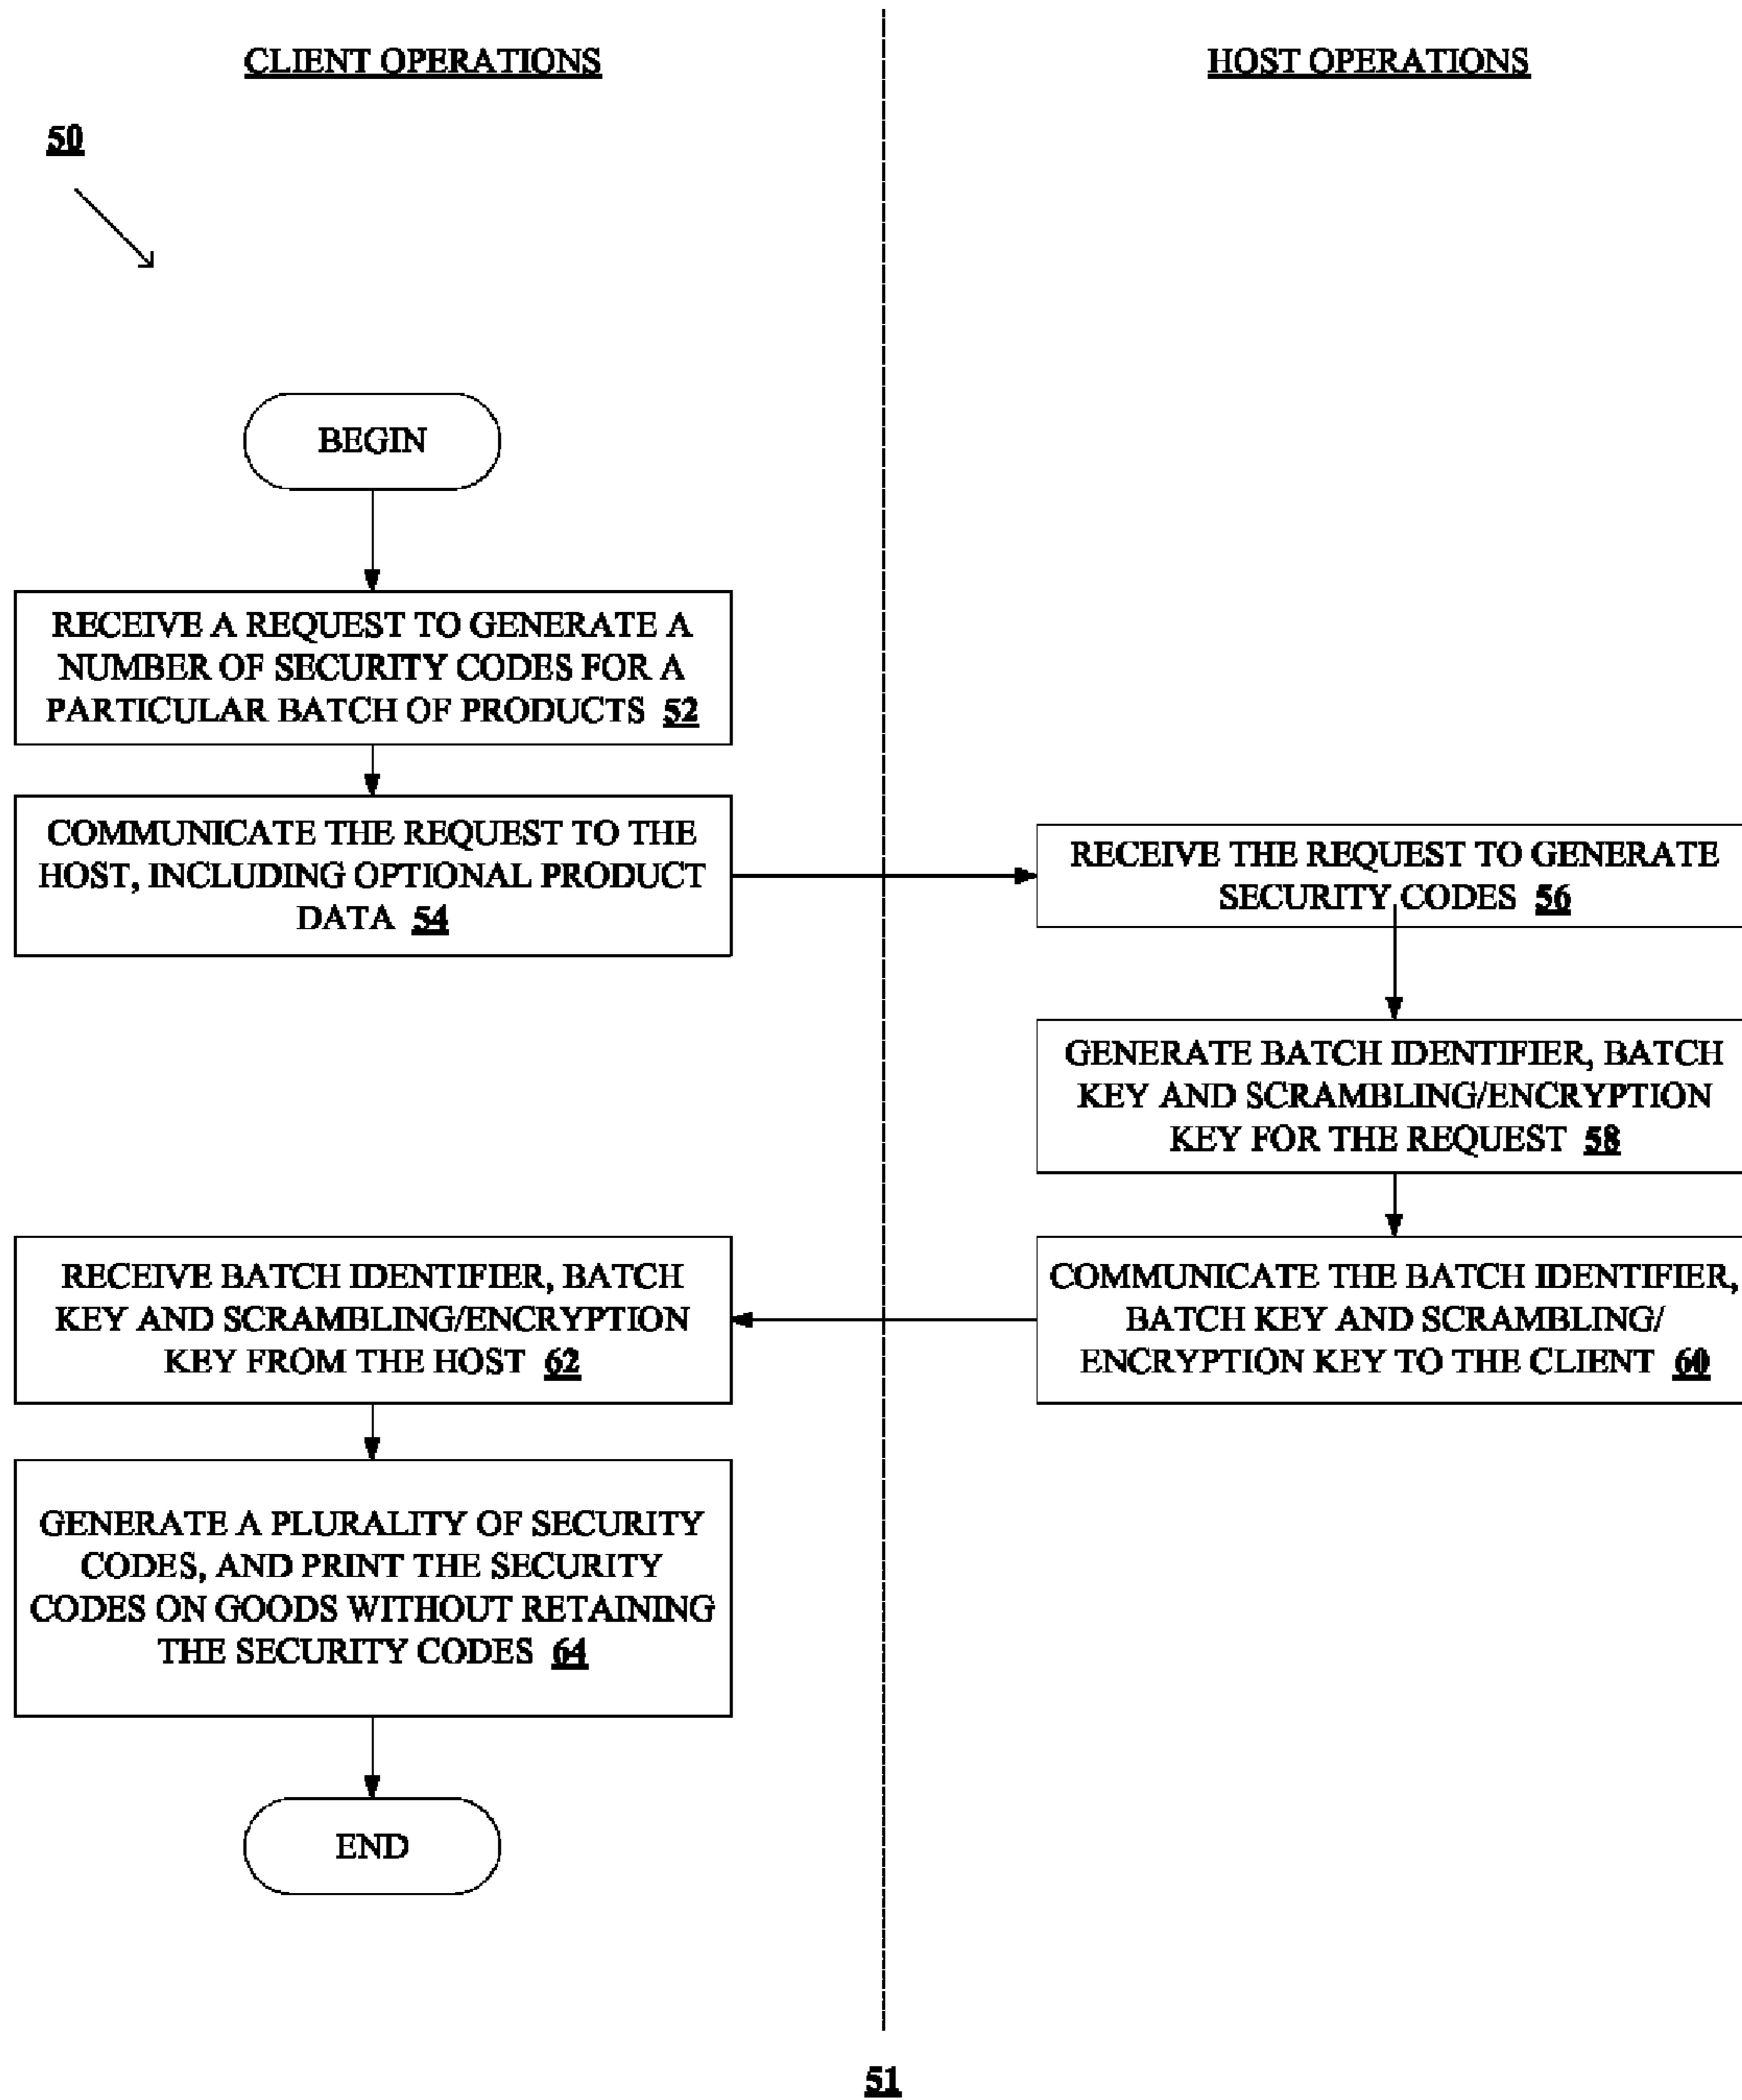 CLIENT OPERATIONS
HOST OPERATIONS
50
BEGIN
RECEIVE A REQUEST TO GENERATE A
NUMBER OF SECURITY CODES FOR A
PARTICULAR BATCH OF PRODUCTS 52
COMMUNICATE THE REQUEST TO THE
HOST, INCLUDING OPTIONAL PRODUCT
DATA 54
RECEIVE THE REQUEST TO GENERATE
SECURITY CODES 56
GENERATE BATCH IDENTIFIER, BATCH
KEY AND SCRAMBLING/ENCRYPTION
KEY FOR THE REQUEST 58
COMMUNICATE THE BATCH IDENTIFIER,
BATCH KEY AND SCRAMBLING/
ENCRYPTION KEY TO THE CLIENT 60
RECEIVE BATCH IDENTIFIER, BATCH
KEY AND SCRAMBLING/ENCRYPTION
KEY FROM THE HOST 62
GENERATE A PLURALITY OF SECURITY
CODES, AND PRINT THE SECURITY
CODES ON GOODS WITHOUT RETAINING
THE SECURITY CODES 64
END
51